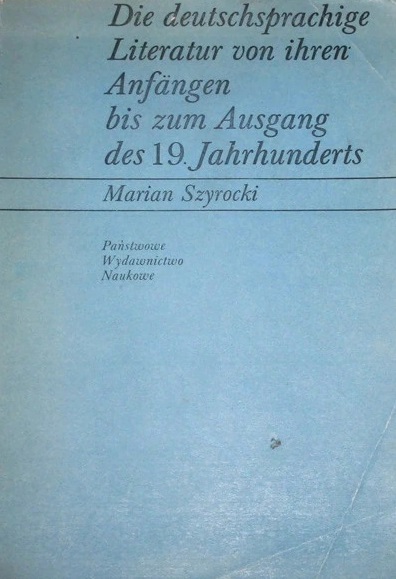 Die deutschsprachige
Literatur von ihren
Anfängen
bis zum Ausgang
des 19. Jahrhunderts
Marian Szyrocki
Państwowe
Wydawnictwo
Naukowe